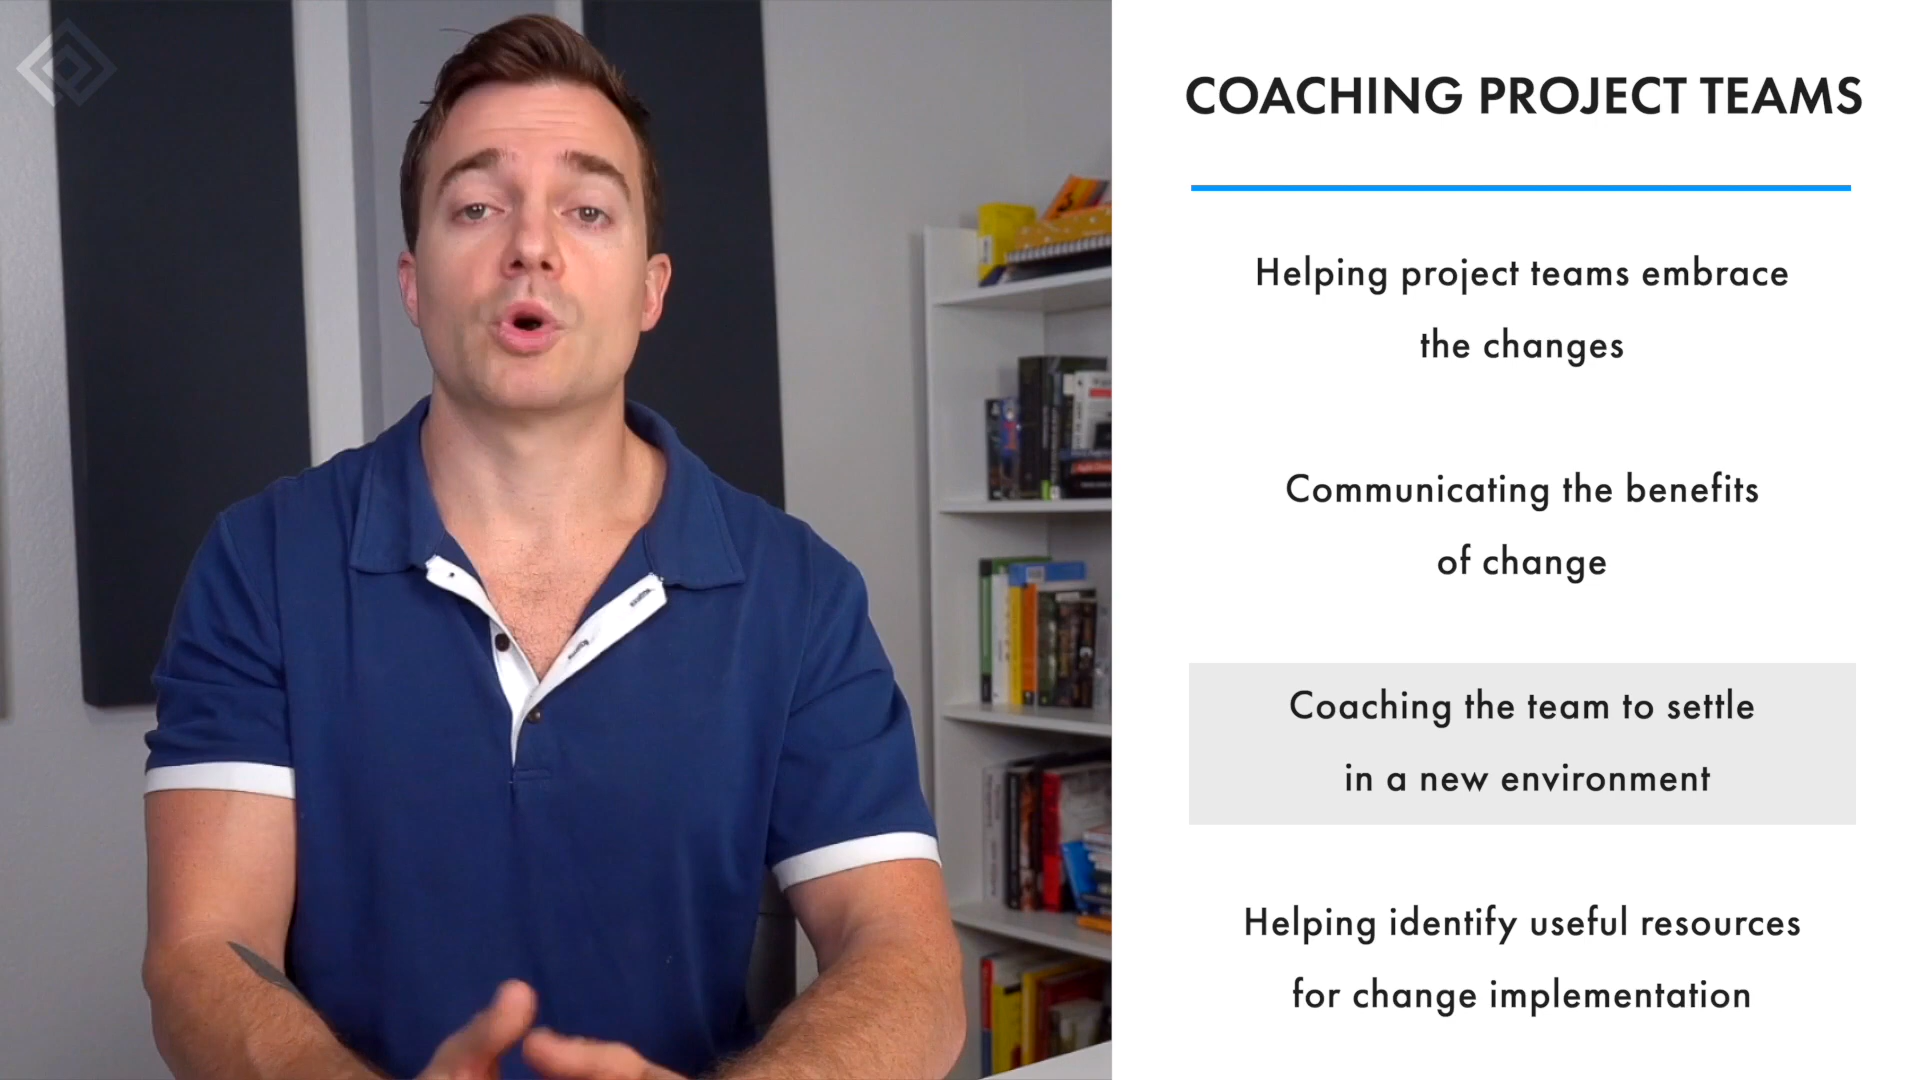 COACHING PROJECT TEAMS
Helping project teams embrace
the changes
Communicating the benefits
of change
Coaching the team to settle
in a new environment
Helping identify useful resources
for change implementation